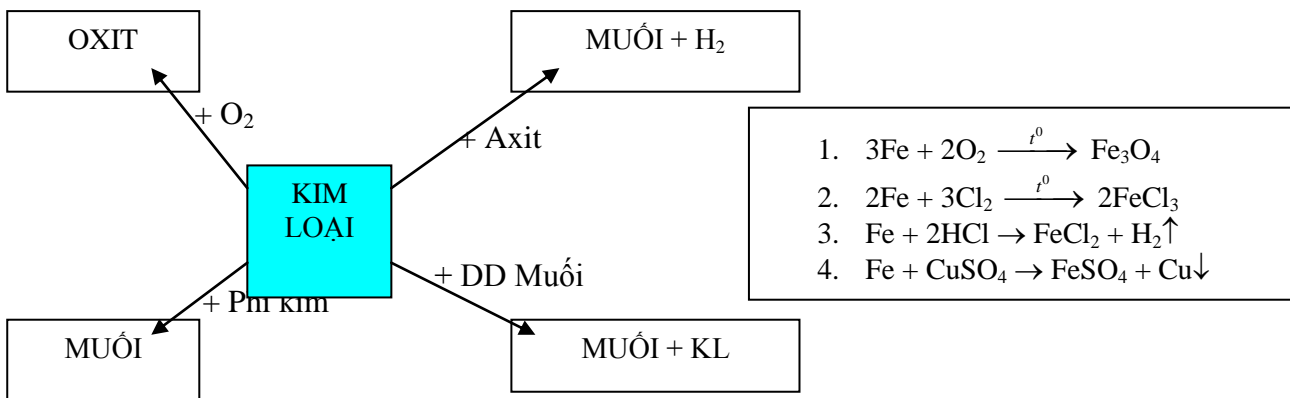 OXIT
MUỐI + H₂
+ O₂
+ Axit
KIM
LOẠI
+ Phi kim
+ DD Muối
MUỐI
MUỐI + KL
1. 3Fe + 2O₂ —t⁰→ Fe₃O₄
2. 2Fe + 3Cl₂ —t⁰→ 2FeCl₃
3. Fe + 2HCl → FeCl₂ + H₂↑
4. Fe + CuSO₄ → FeSO₄ + Cu↓